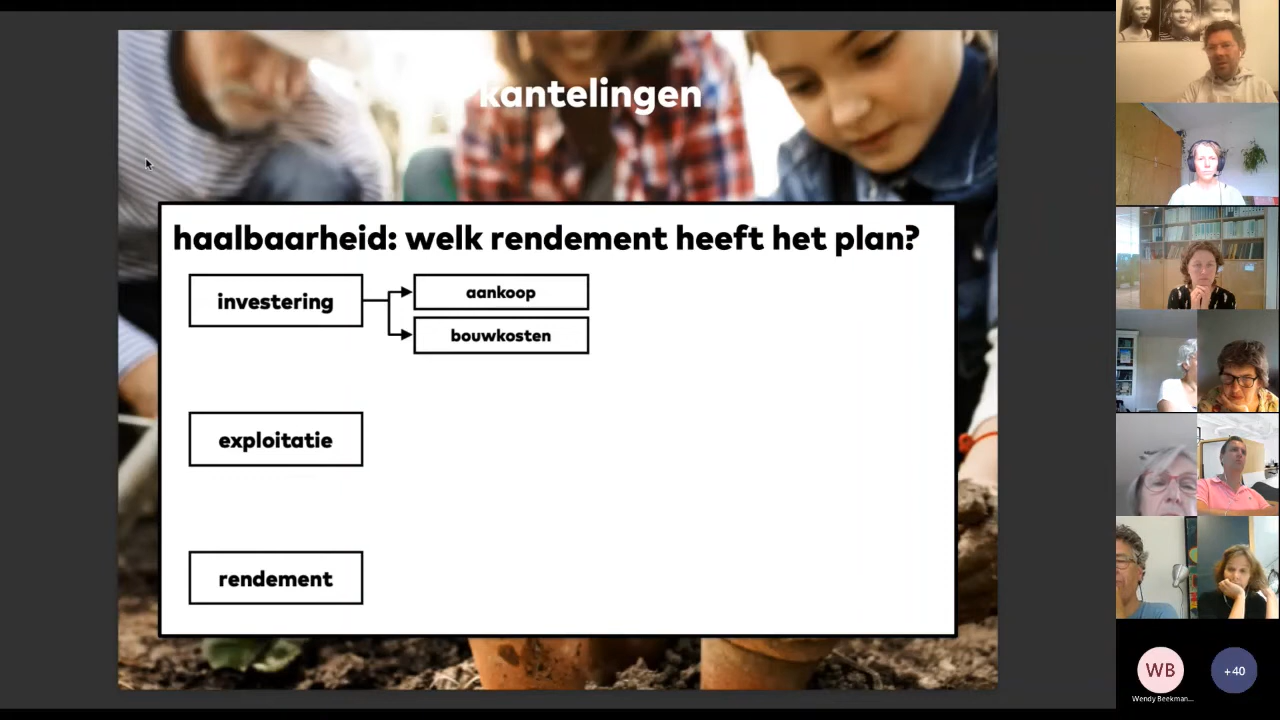 kantelingen
haalbaarheid: welk rendement heeft het plan?
investering
aankoop
bouwkosten
exploitatie
rendement
WB
+40
Wendy Beekman...